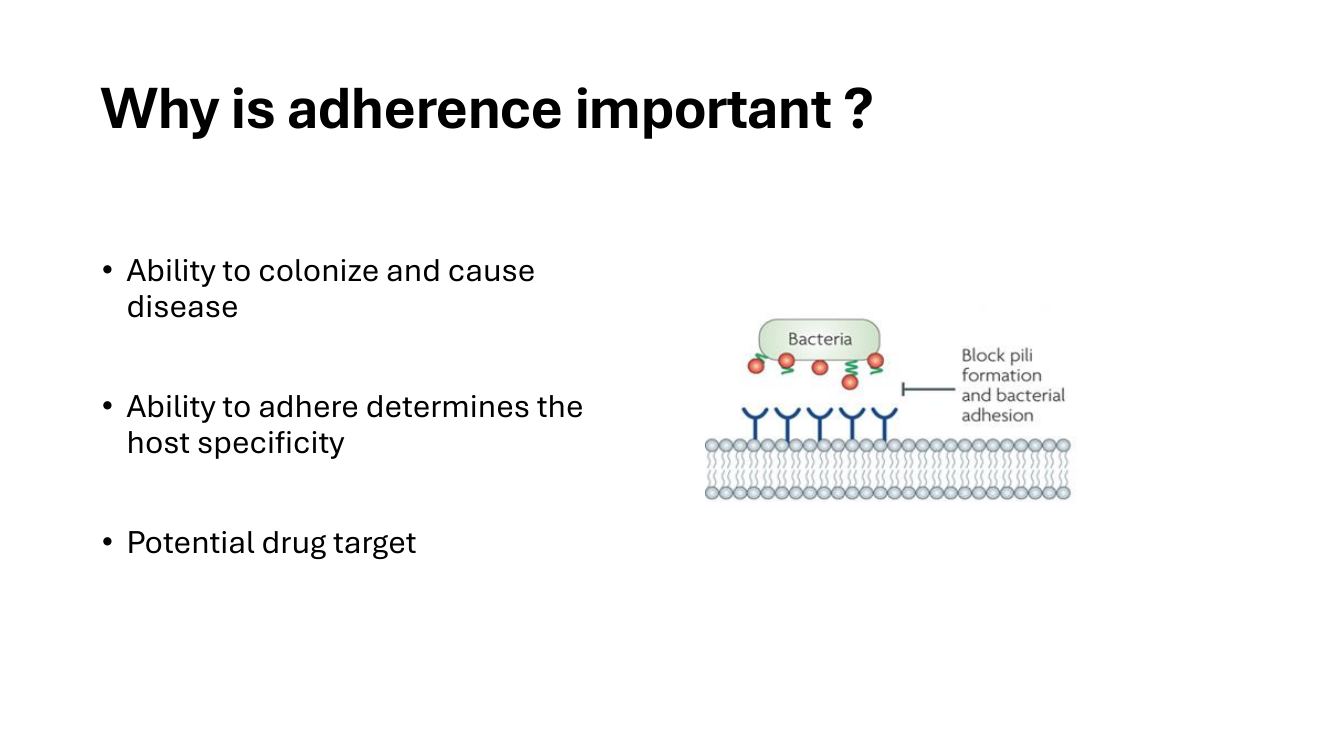 Why is adherence important ?
• Ability to colonize and cause
disease
• Ability to adhere determines the
host specificity
• Potential drug target
Bacteria
Block pili
formation
and bacterial
adhesion